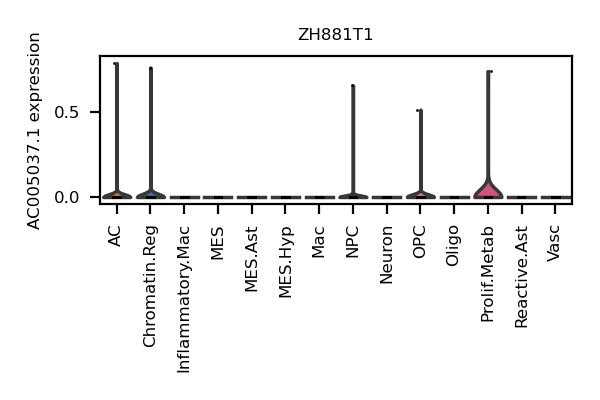 ZH881T1
AC005037.1 expression
0.5
0.0
AC
Chromatin.Reg
Inflammatory.Mac
MES
MES.Ast
MES.Hyp
Mac
NPC
Neuron
OPC
Oligo
Prolif.Metab
Reactive.Ast
Vasc